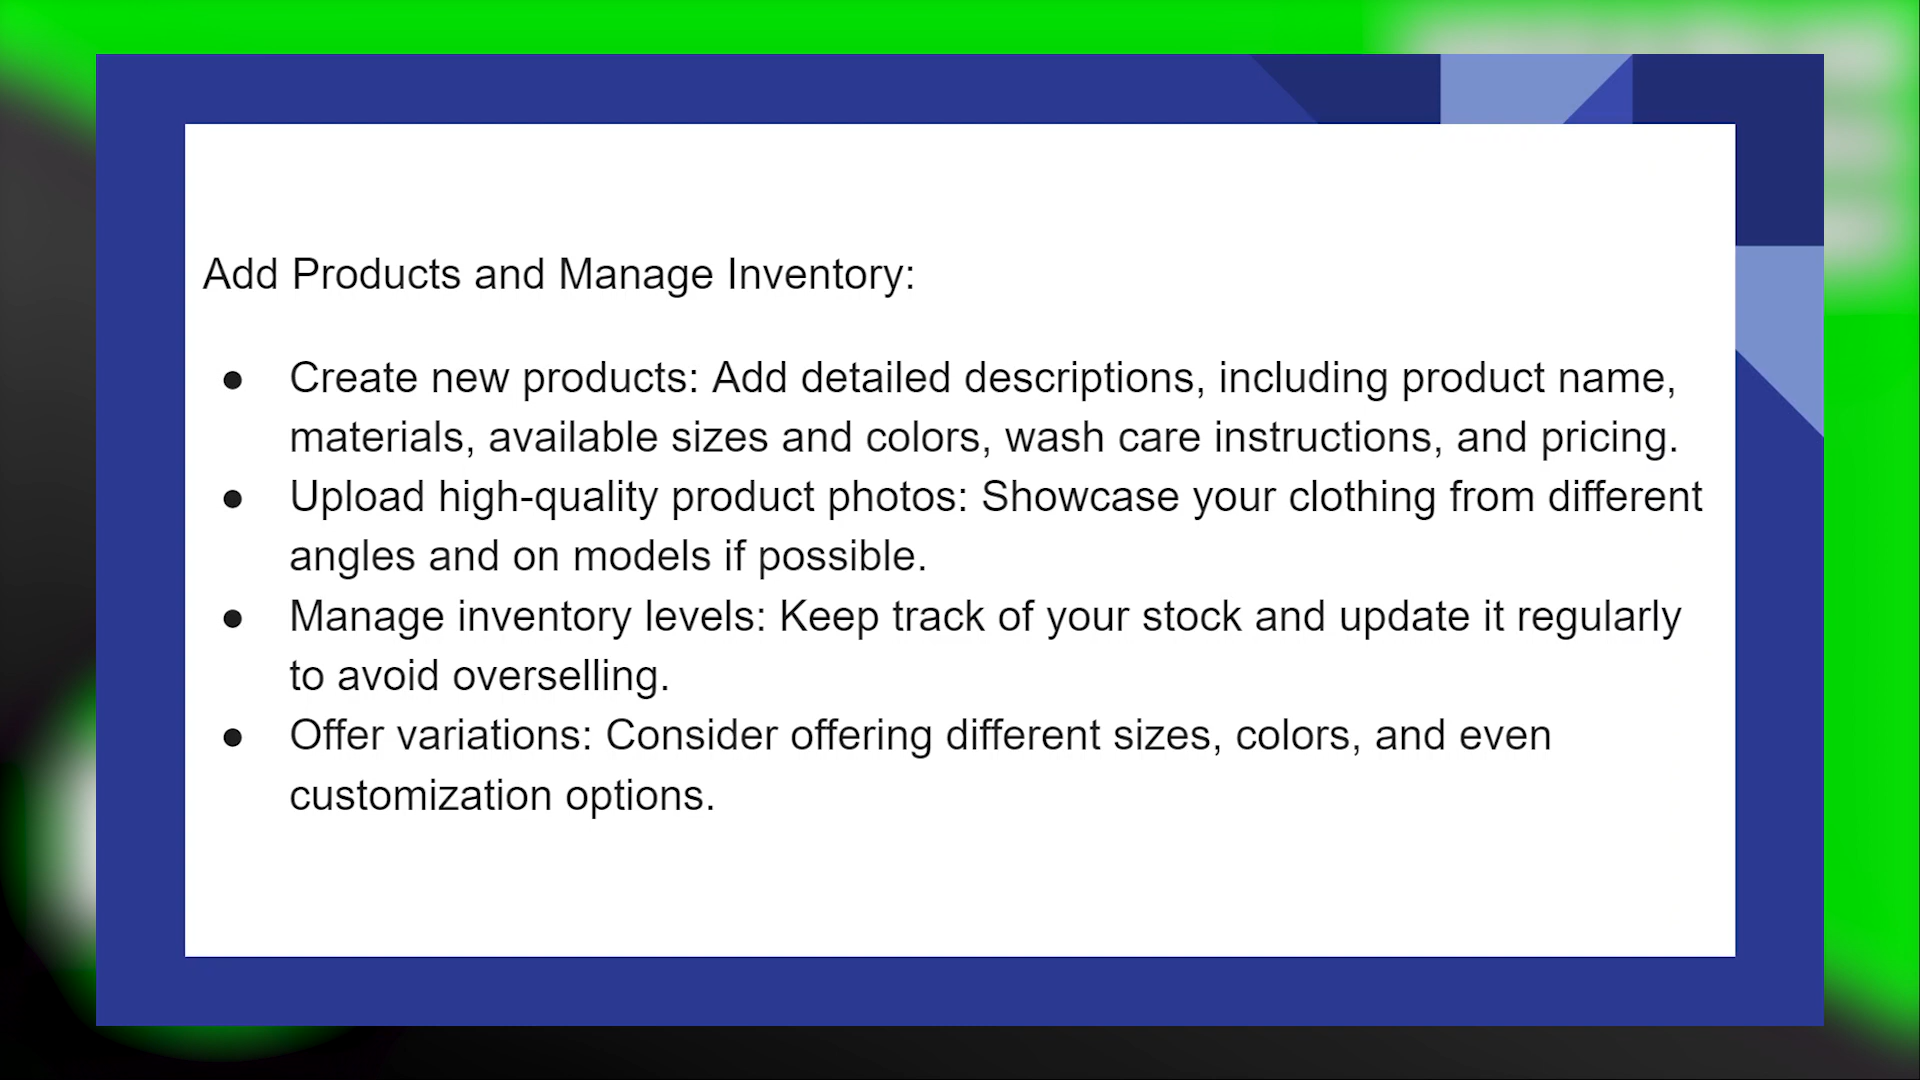 Add Products and Manage Inventory:
● Create new products: Add detailed descriptions, including product name,
materials, available sizes and colors, wash care instructions, and pricing.
● Upload high-quality product photos: Showcase your clothing from different
angles and on models if possible.
● Manage inventory levels: Keep track of your stock and update it regularly
to avoid overselling.
● Offer variations: Consider offering different sizes, colors, and even
customization options.